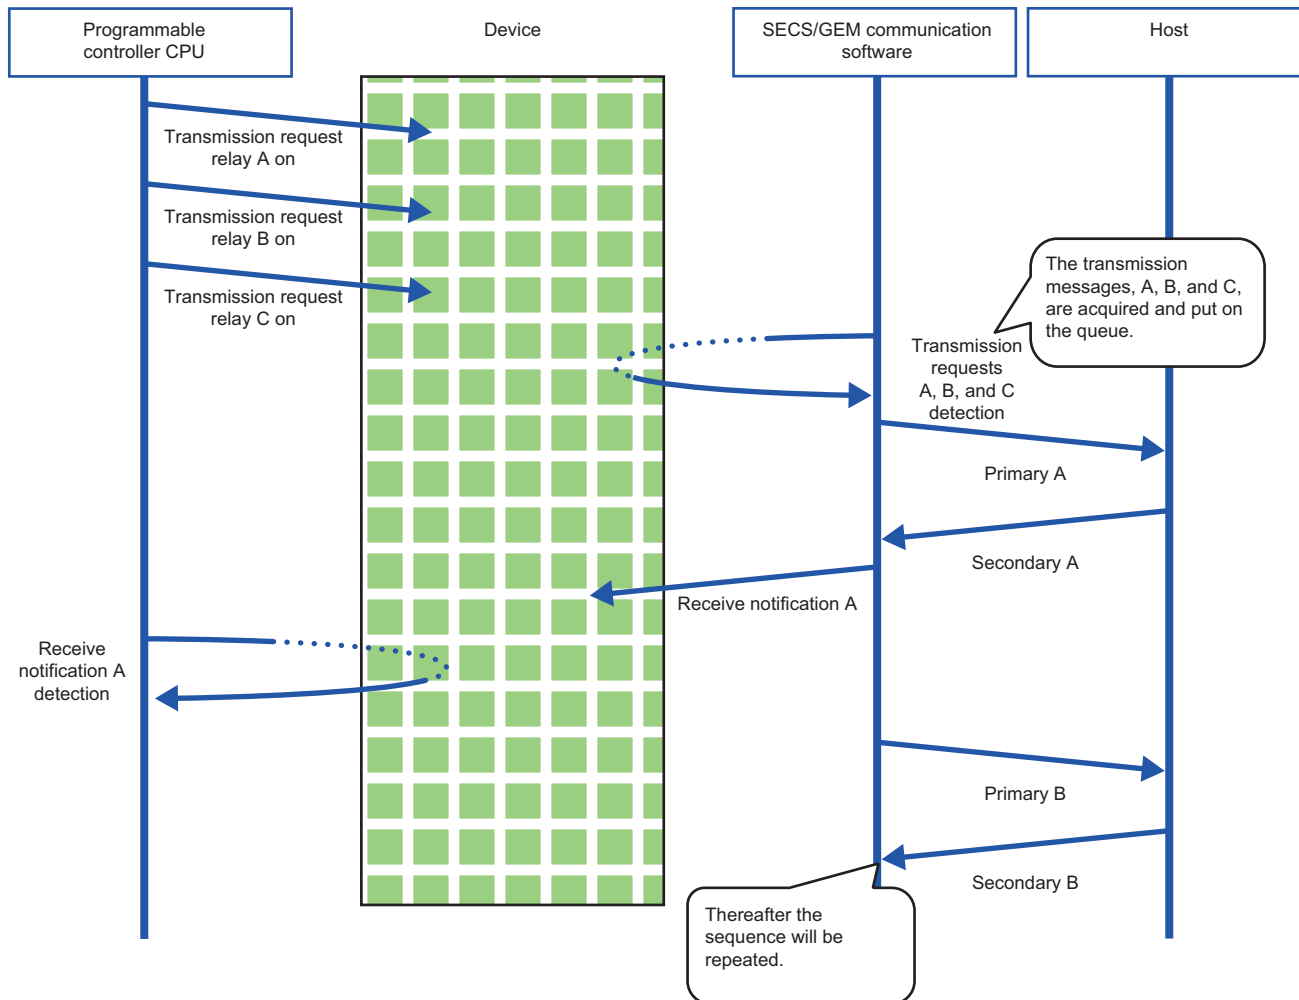 Programmable
controller CPU
Device
SECS/GEM communication
software
Host
Transmission request
relay A on
Transmission request
relay B on
Transmission request
relay C on
The transmission
messages, A, B, and C,
are acquired and put on
the queue.
Transmission
requests
A, B, and C
detection
Primary A
Secondary A
Receive notification A
Receive
notification A
detection
Primary B
Secondary B
Thereafter the
sequence will be
repeated.